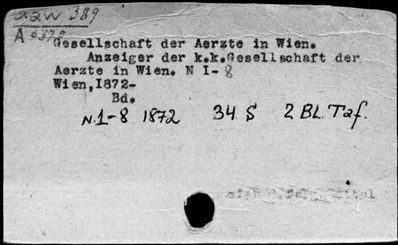 389
A
Gesellschaft der Aerzte in Wien.
Anzeiger der k.k.Gesellschaft der
Aerzte in Wien. N I- 8
Wien,1872-
Bd.
N.1-8 1872 34 S 2 BL. Taf.